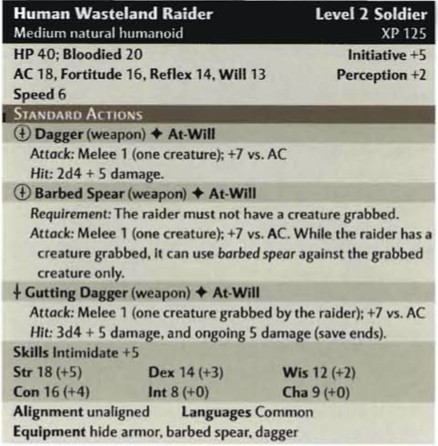 Human Wasteland Raider Level 2 Soldier
Medium natural humanoid XP 125
HP 40; Bloodied 20 Initiative +5
AC 18, Fortitude 16, Reflex 14, Will 13 Perception +2
Speed 6
STANDARD ACTIONS
Dagger (weapon) ✦ At-Will
Attack: Melee 1 (one creature); +7 vs. AC
Hit: 2d4 + 5 damage.
Barbed Spear (weapon) ✦ At-Will
Requirement: The raider must not have a creature grabbed.
Attack: Melee 1 (one creature); +7 vs. AC. While the raider has a
creature grabbed, it can use barbed spear against the grabbed
creature only.
Gutting Dagger (weapon) ✦ At-Will
Attack: Melee 1 (one creature grabbed by the raider); +7 vs. AC
Hit: 3d4 + 5 damage, and ongoing 5 damage (save ends).
Skills Intimidate +5
Str 18 (+5) Dex 14 (+3) Wis 12 (+2)
Con 16 (+4) Int 8 (+0) Cha 9 (+0)
Alignment unaligned Languages Common
Equipment hide armor, barbed spear, dagger